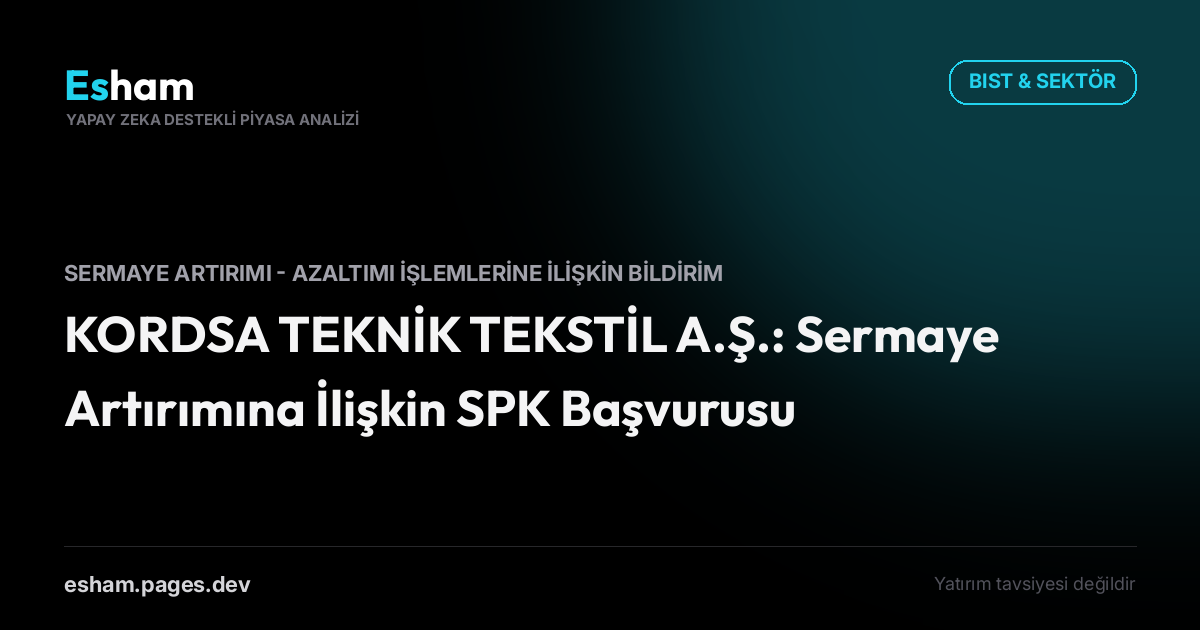 Esham
YAPAY ZEKA DESTEKLİ PİYASA ANALİZİ
BIST & SEKTÖR
SERMAYE ARTIRIMI - AZALTIMI İŞLEMLERİNE İLİŞKİN BİLDİRİM
KORDSA TEKNİK TEKSTİL A.Ş.: Sermaye
Artırımına İlişkin SPK Başvurusu
esham.pages.dev
Yatırım tavsiyesi değildir